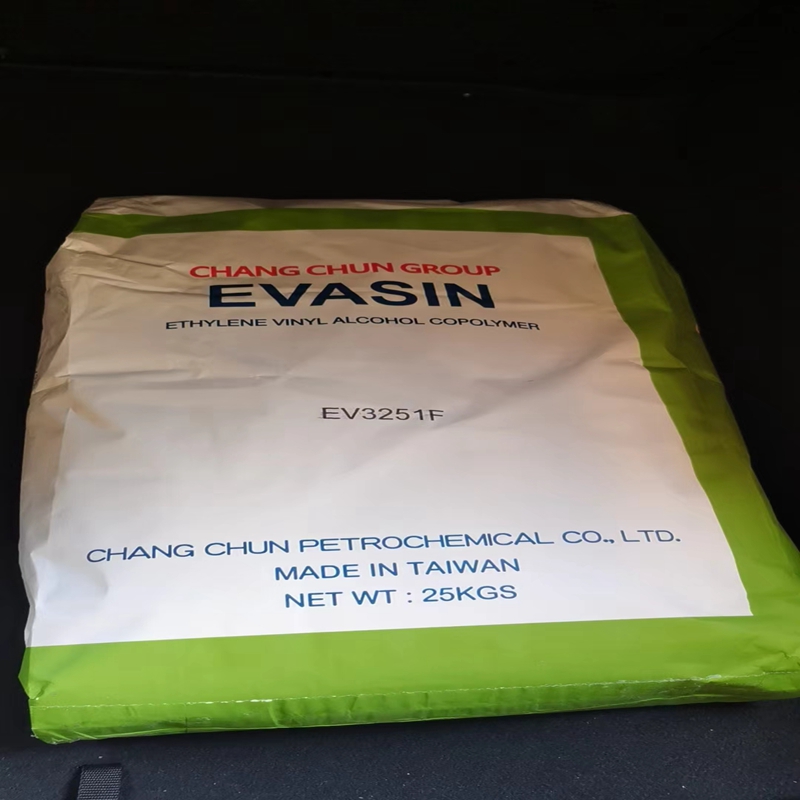 CHANG CHUN GROUP
EVASIN
ETHYLENE VINYL ALCOHOL COPOLYMER
EV3251F
CHANG CHUN PETROCHEMICAL CO., LTD.
MADE IN TAIWAN
NET WT : 25KGS